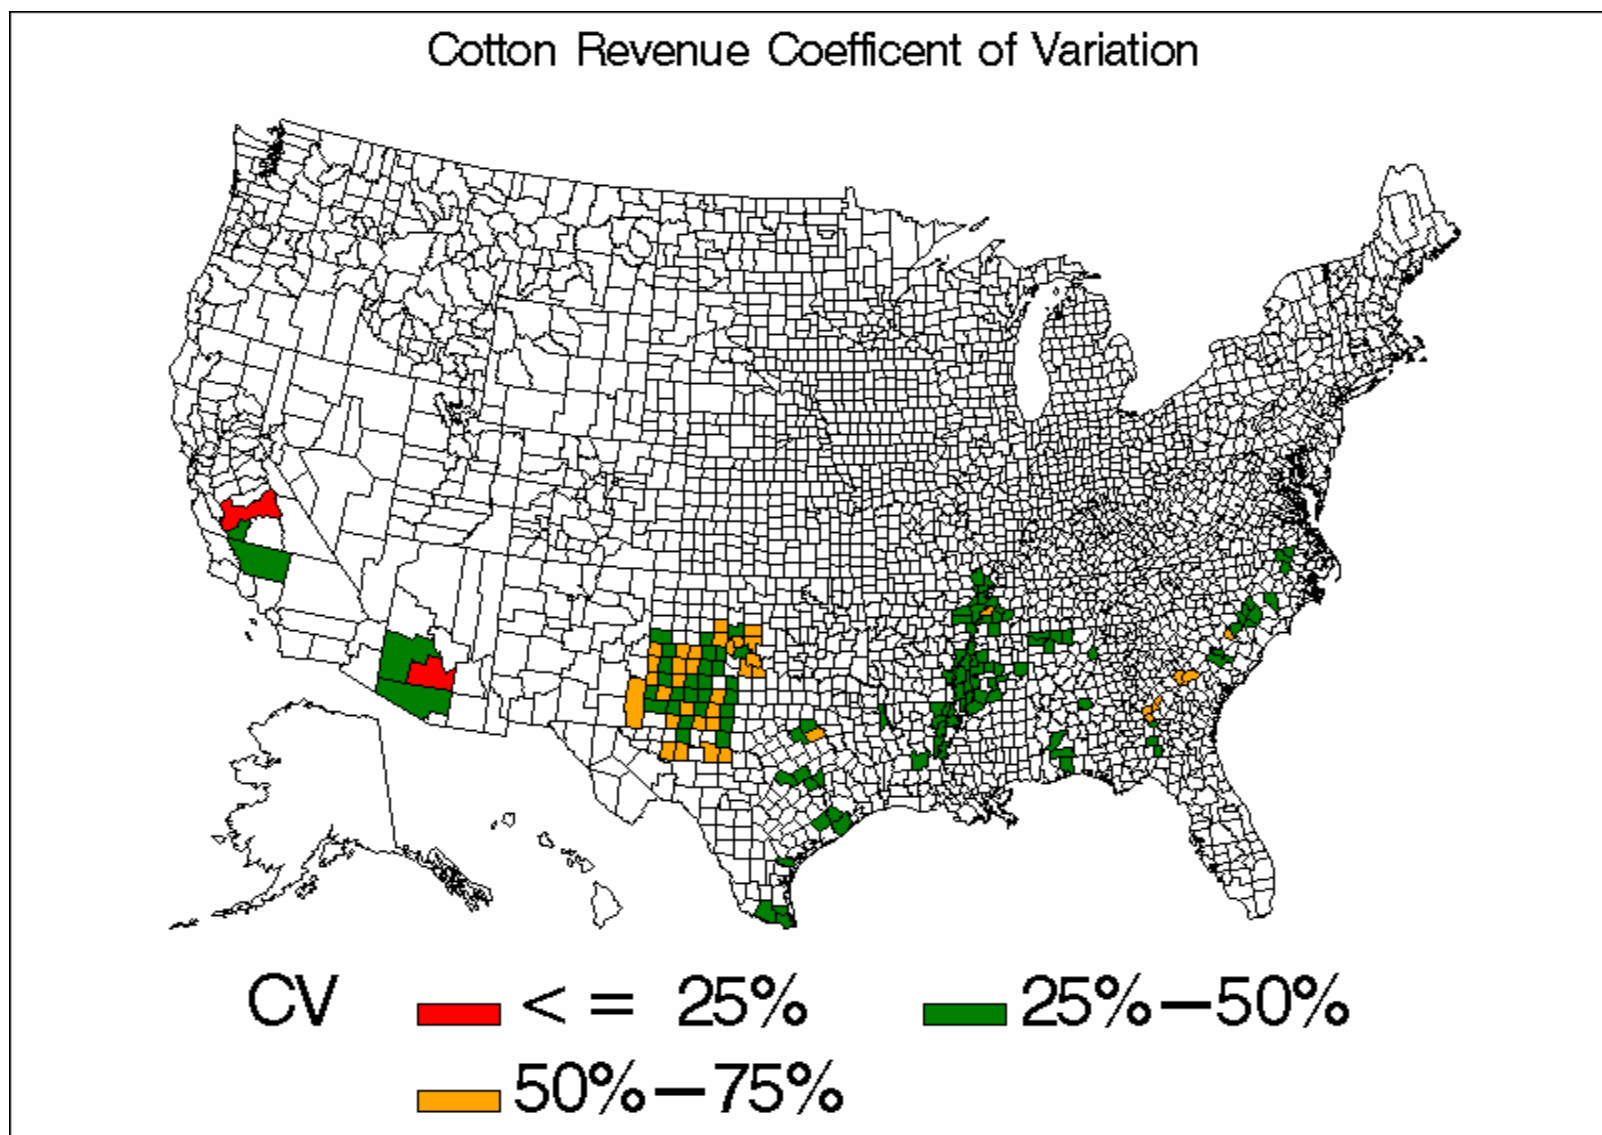 Cotton Revenue Coefficent of Variation
CV < = 25% 25%–50%
50%–75%